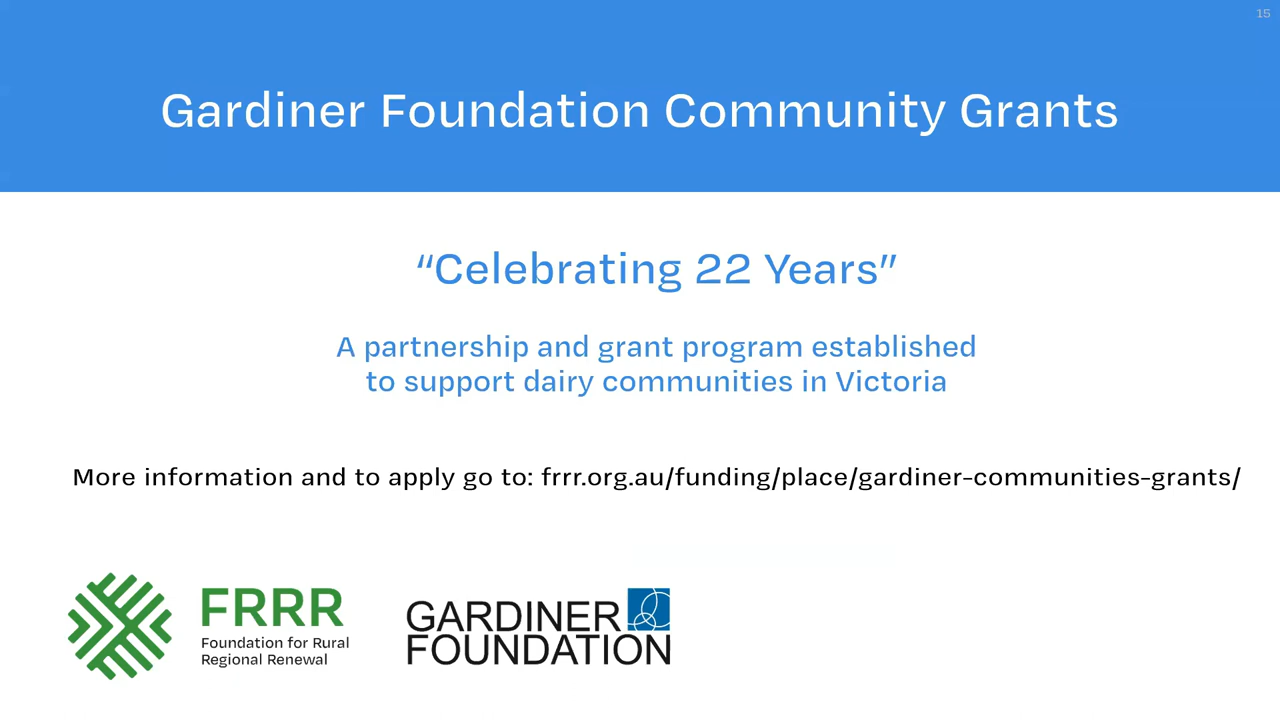 15
Gardiner Foundation Community Grants
“Celebrating 22 Years”
A partnership and grant program established
to support dairy communities in Victoria
More information and to apply go to: frrr.org.au/funding/place/gardiner-communities-grants/
FRRR
Foundation for Rural
Regional Renewal
GARDINER
FOUNDATION